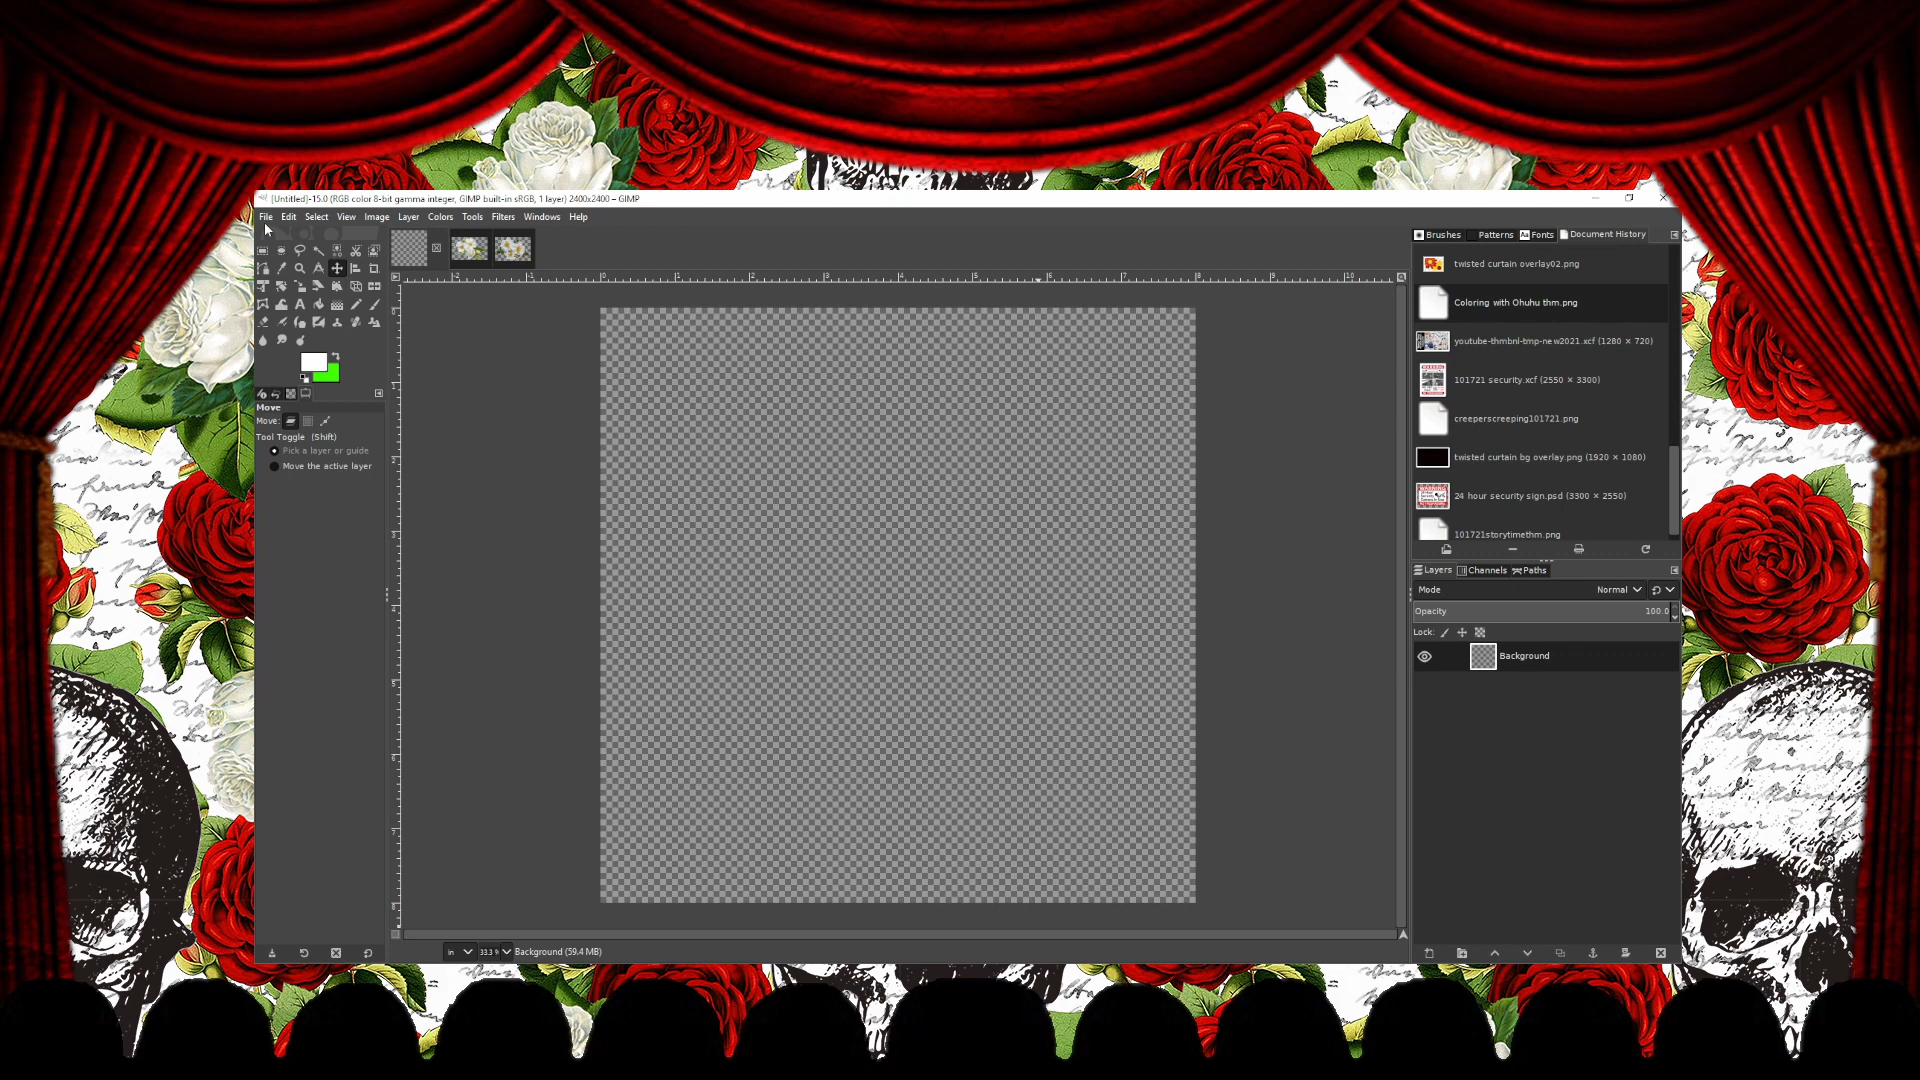 [Untitled]-15.0 (RGB color 8-bit gamma integer, GIMP built-in sRGB, 1 layer) 2400x2400 – GIMP
File Edit Select View Image Layer Colors Tools Filters Windows Help
Brushes Patterns Fonts Document History
twisted curtain overlay02.png
Coloring with Ohuhu thm.png
youtube-thmbnl-tmp-new2021.xcf (1280 × 720)
101721 security.xcf (2550 × 3300)
creeperscreeping101721.png
twisted curtain bg overlay.png (1920 × 1080)
24 hour security sign.psd (3300 × 2550)
101721storytimethm.png
Move
Move:
Tool Toggle (Shift)
Pick a layer or guide
Move the active layer
Layers Channels Paths
Mode Normal
Opacity 100.0
Lock:
Background
in 33.3 % Background (59.4 MB)